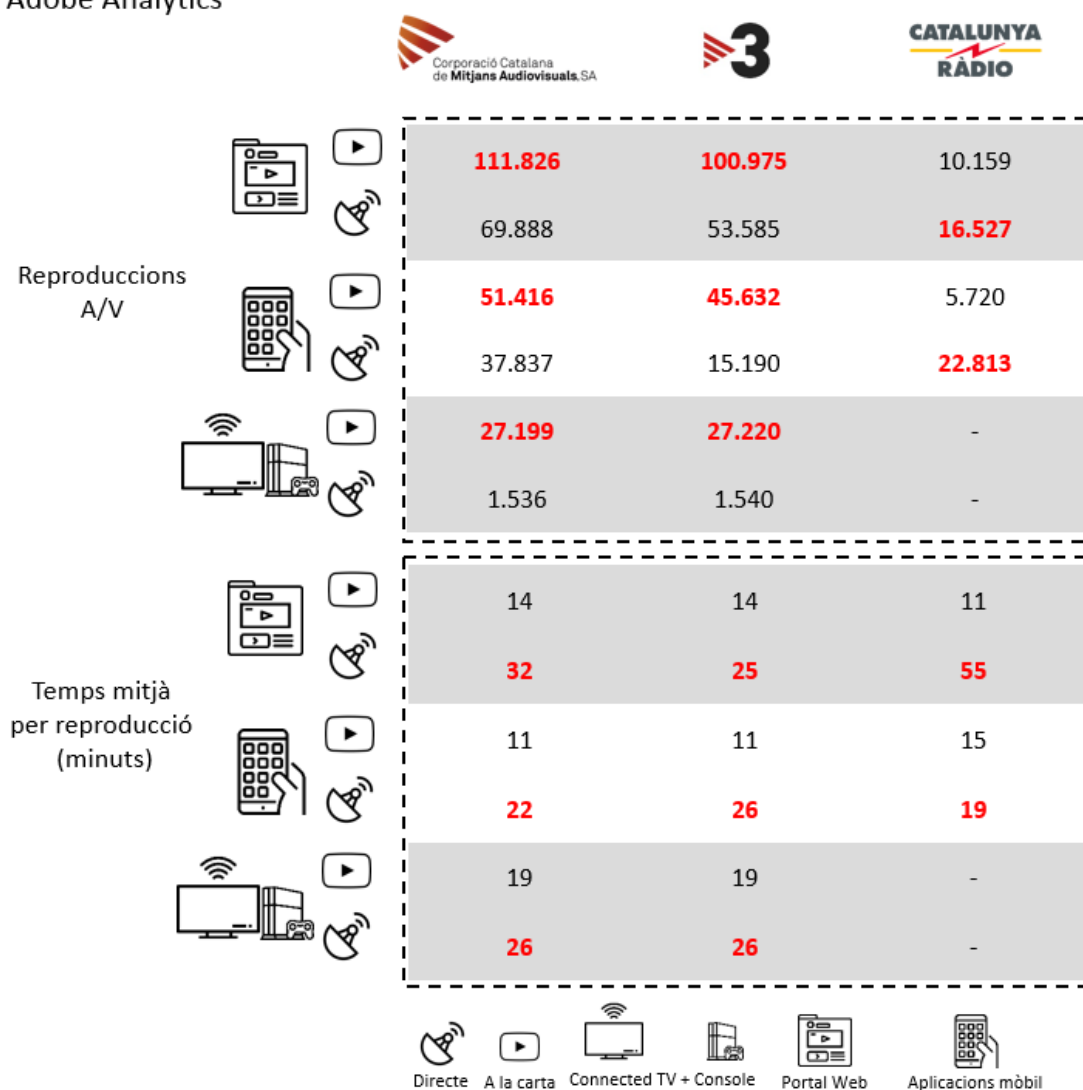 Adobe Analytics
Corporació Catalana
de Mitjans Audiovisuals, SA
3
CATALUNYA
RÀDIO
111.826 100.975 10.159
69.888 53.585 16.527
Reproduccions
A/V
51.416 45.632 5.720
37.837 15.190 22.813
27.199 27.220 -
1.536 1.540 -
14 14 11
32 25 55
Temps mitjà
per reproducció
(minuts)
11 11 15
22 26 19
19 19 -
26 26 -
Directe A la carta Connected TV + Console Portal Web Aplicacions mòbil